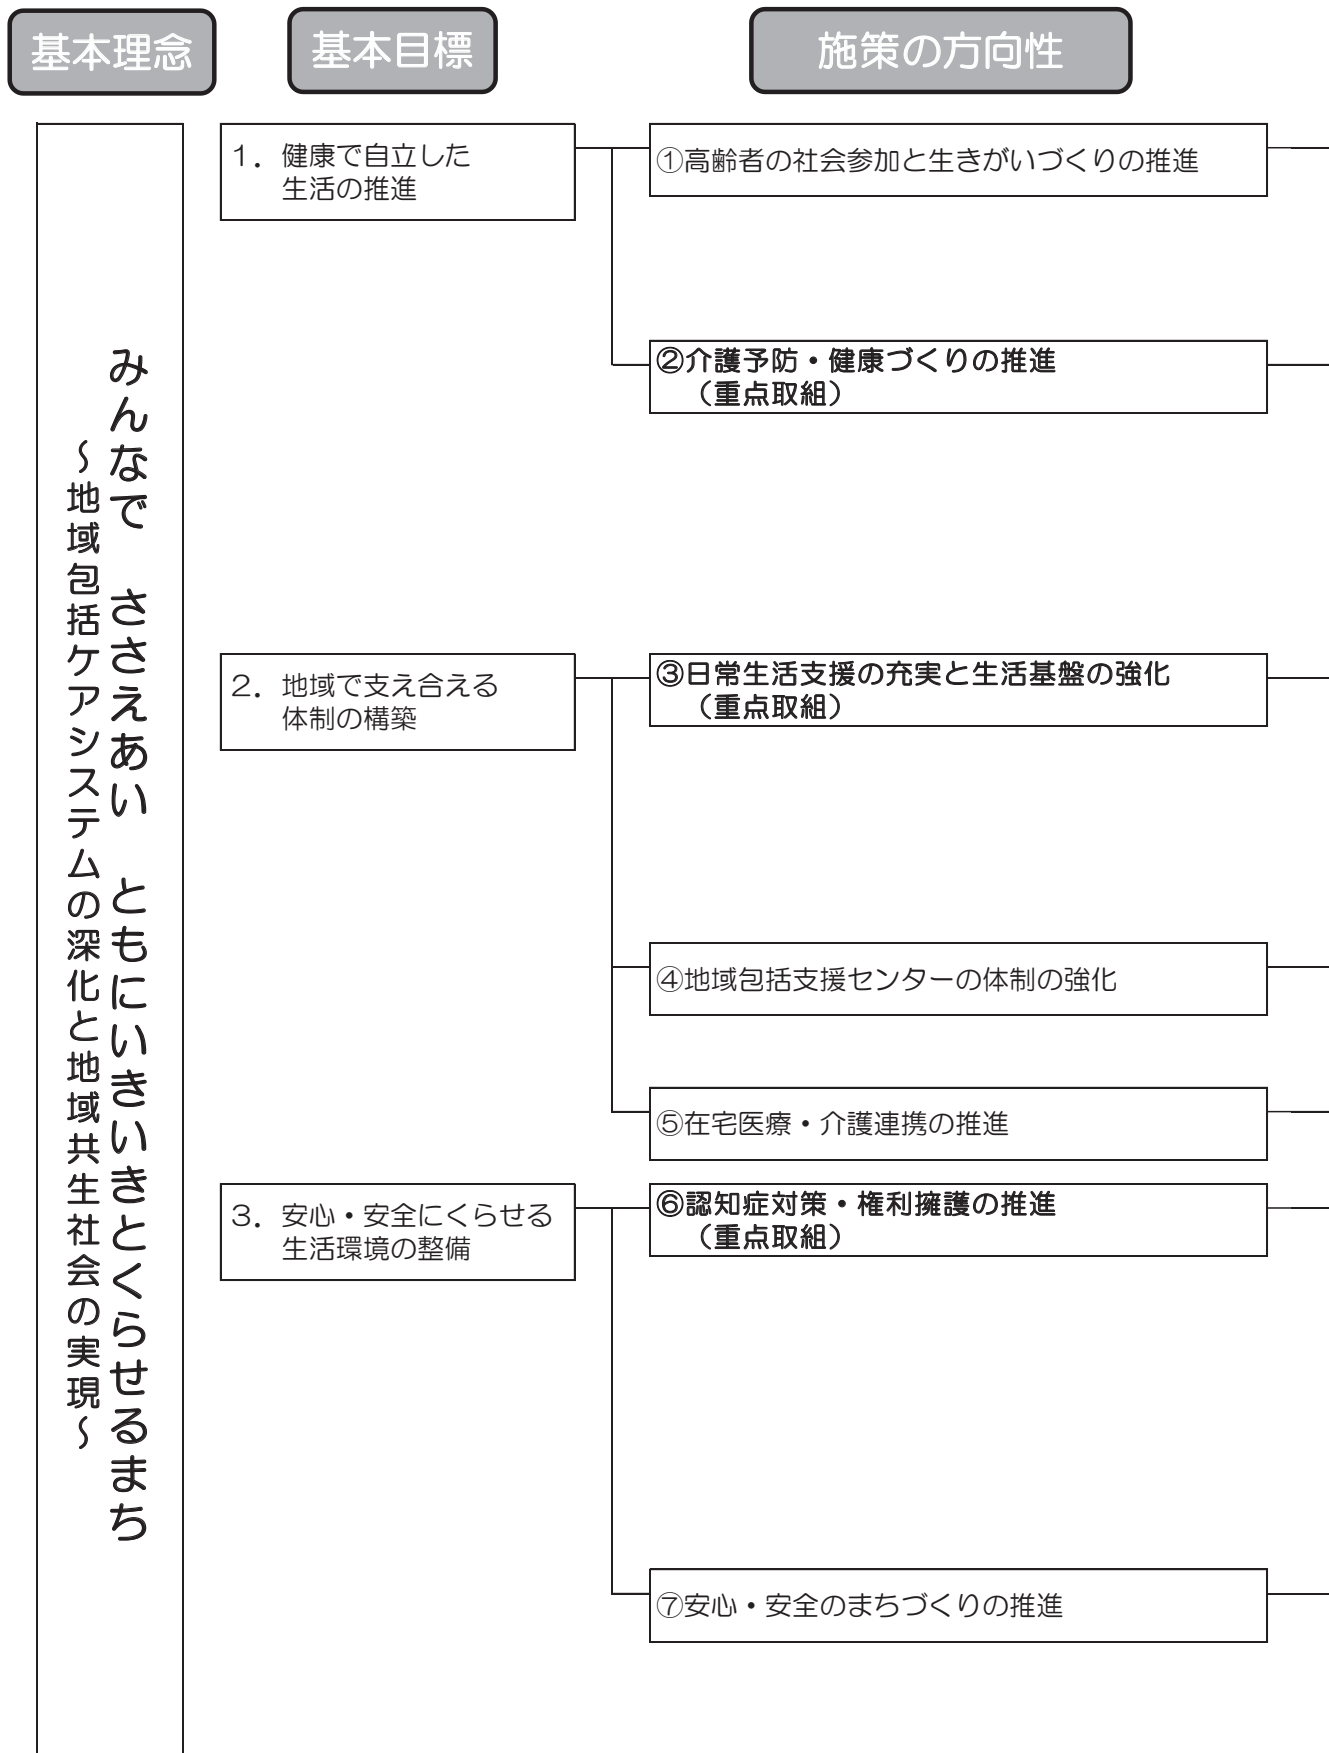 基本理念
基本目標
施策の方向性
みんなで　ささえあい　ともにいきいきとくらせるまち
～地域包括ケアシステムの深化と地域共生社会の実現～
１．健康で自立した
生活の推進
①高齢者の社会参加と生きがいづくりの推進
②介護予防・健康づくりの推進
（重点取組）
２．地域で支え合える
体制の構築
③日常生活支援の充実と生活基盤の強化
（重点取組）
④地域包括支援センターの体制の強化
⑤在宅医療・介護連携の推進
３．安心・安全にくらせる
生活環境の整備
⑥認知症対策・権利擁護の推進
（重点取組）
⑦安心・安全のまちづくりの推進